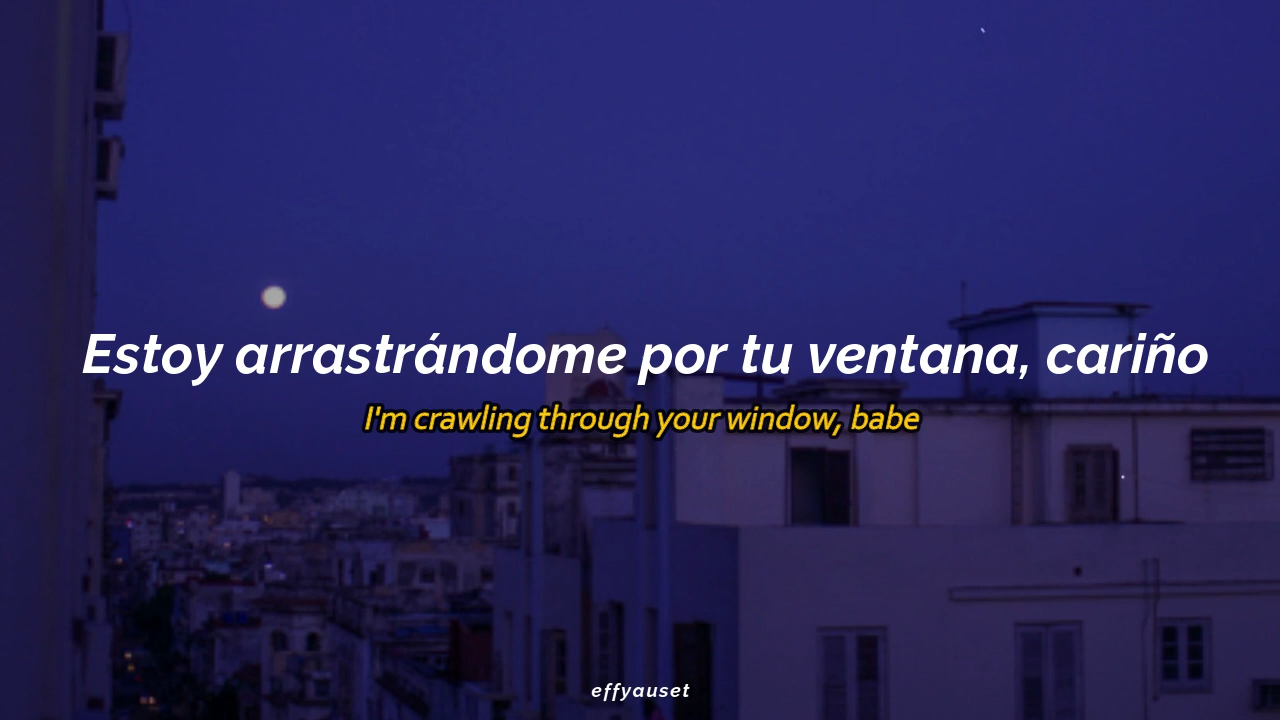 Estoy arrastrándome por tu ventana, cariño
I'm crawling through your window, babe
effyauset